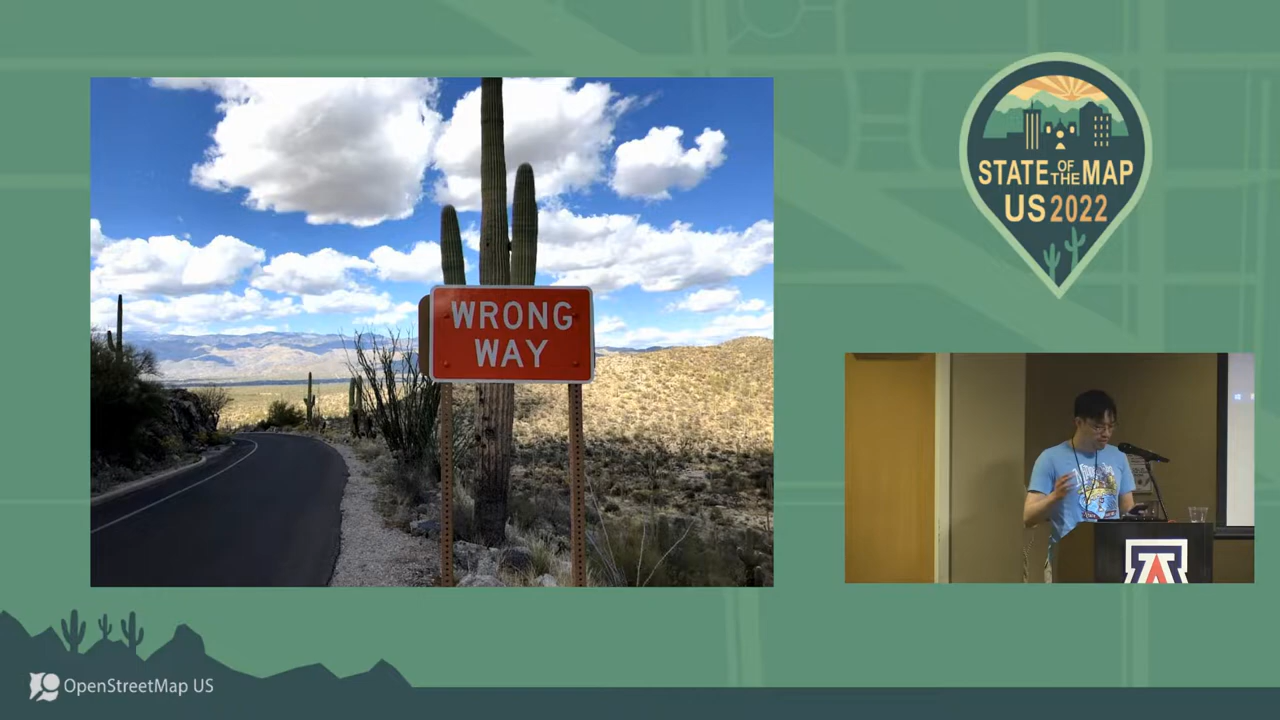 WRONG
WAY
STATE OF THE MAP
US 2022
A
OpenStreetMap US